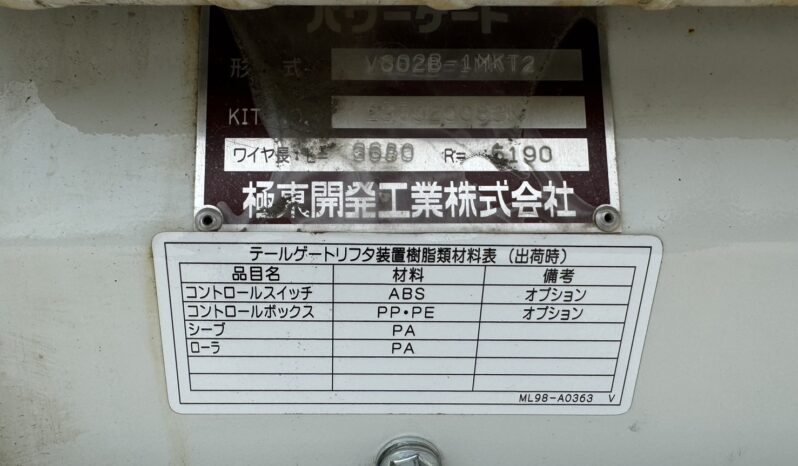 パワーゲート
形 式 VG02B-1MKT2
KIT
ワイヤ長:L= R= 5190
極東開発工業株式会社
テールゲートリフタ装置樹脂類材料表 (出荷時)
品目名 材料 備考
コントロールスイッチ ABS オプション
コントロールボックス PP・PE オプション
シーブ PA
ローラ PA
ML98-A0363 V